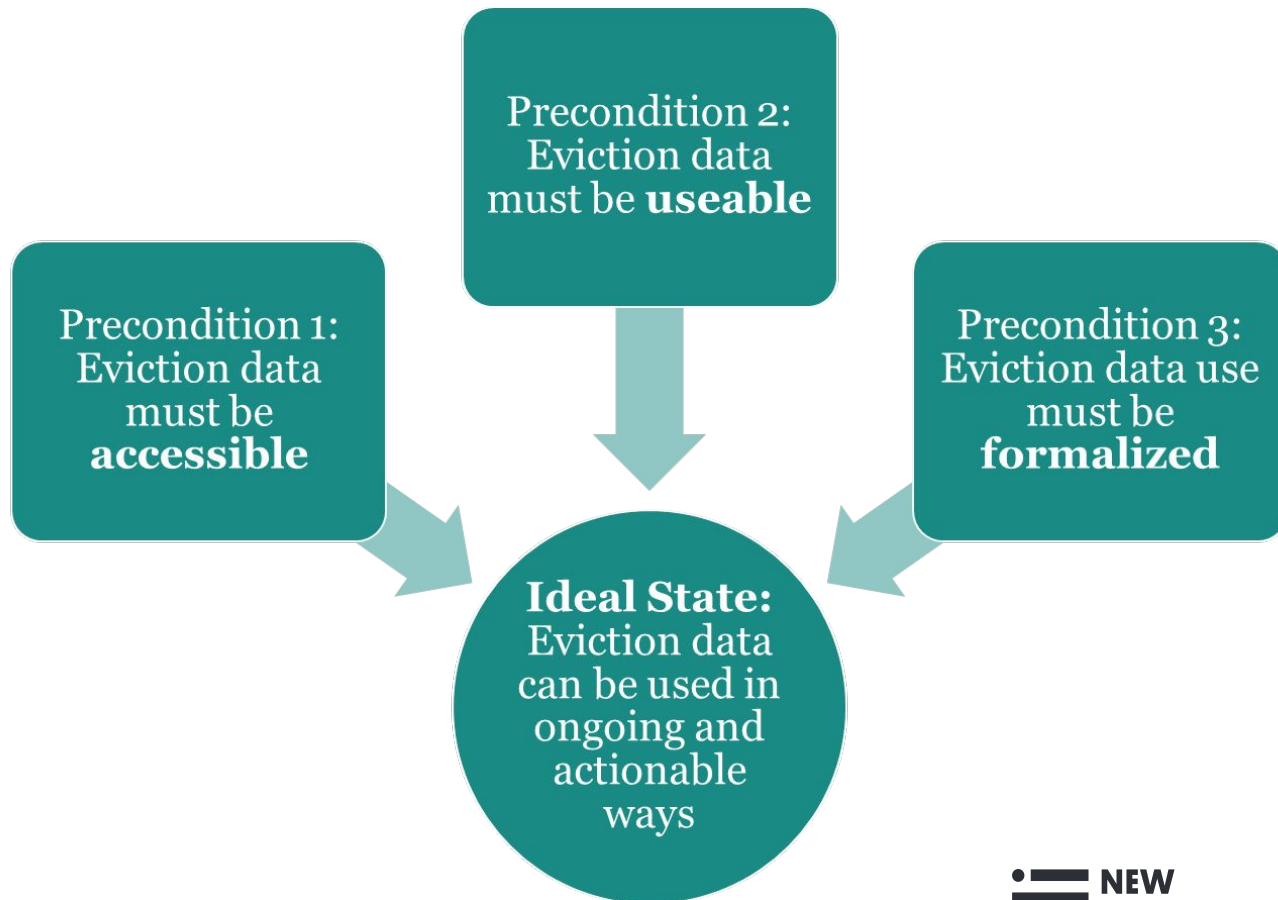 Precondition 1:
Eviction data
must be
accessible
Precondition 2:
Eviction data
must be useable
Precondition 3:
Eviction data use
must be
formalized
Ideal State:
Eviction data
can be used in
ongoing and
actionable
ways
NEW